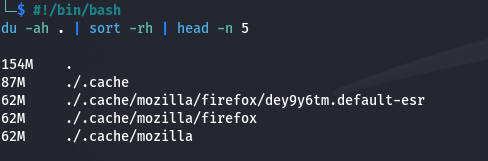 └─$ #!/bin/bash
du -ah . | sort -rh | head -n 5
154M    .
87M     ./.cache
62M     ./.cache/mozilla/firefox/dey9y6tm.default-esr
62M     ./.cache/mozilla/firefox
62M     ./.cache/mozilla